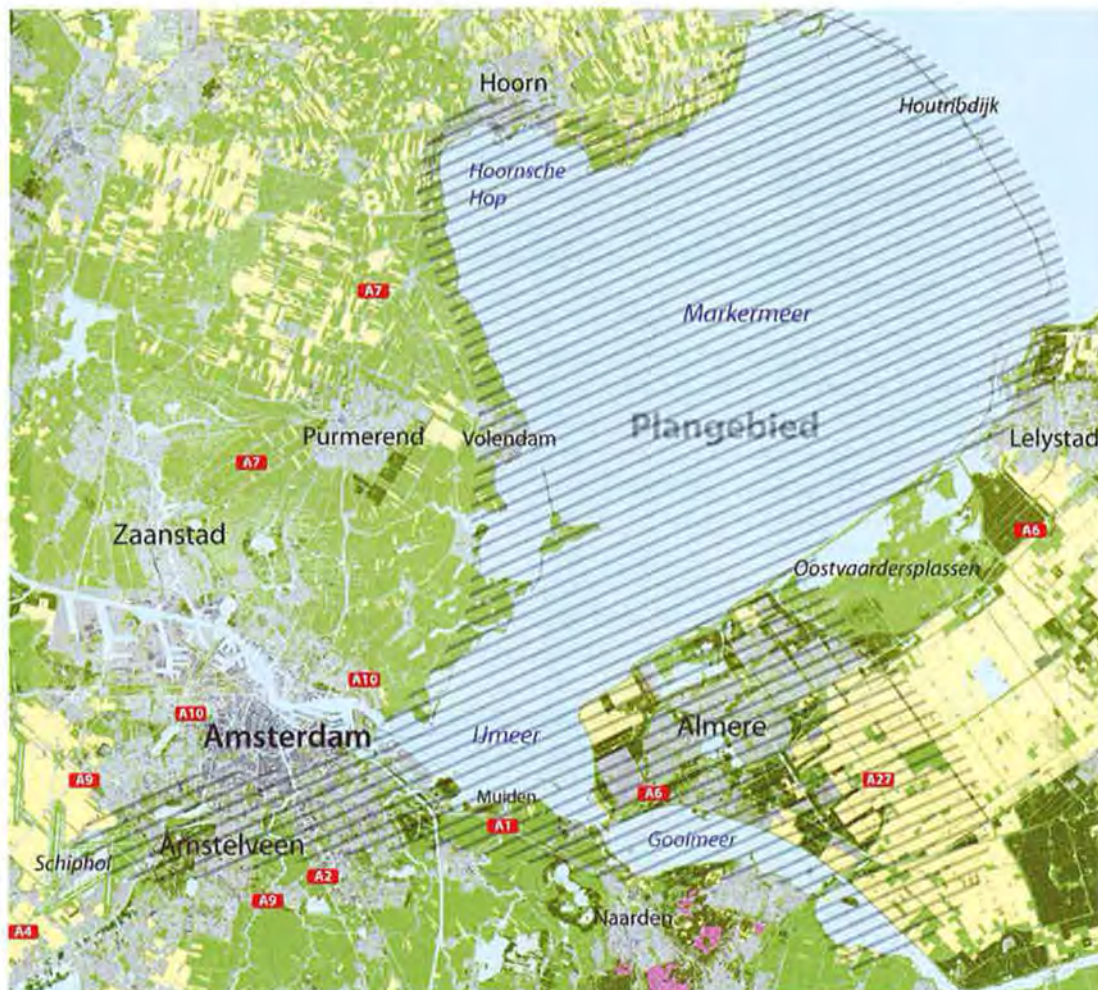 Hoorn
Houtribdijk
Hoornsche
Hop
A7
Markermeer
Plangebied
Purmerend
Volendam
Lelystad
A7
Zaanstad
A6
Oostvaardersplassen
A10
A10
Amsterdam
IJmeer
Almere
A9
A27
A6
Muiden
A1
Gooimeer
Amstelveen
Schiphol
A2
A9
Naarden
A4